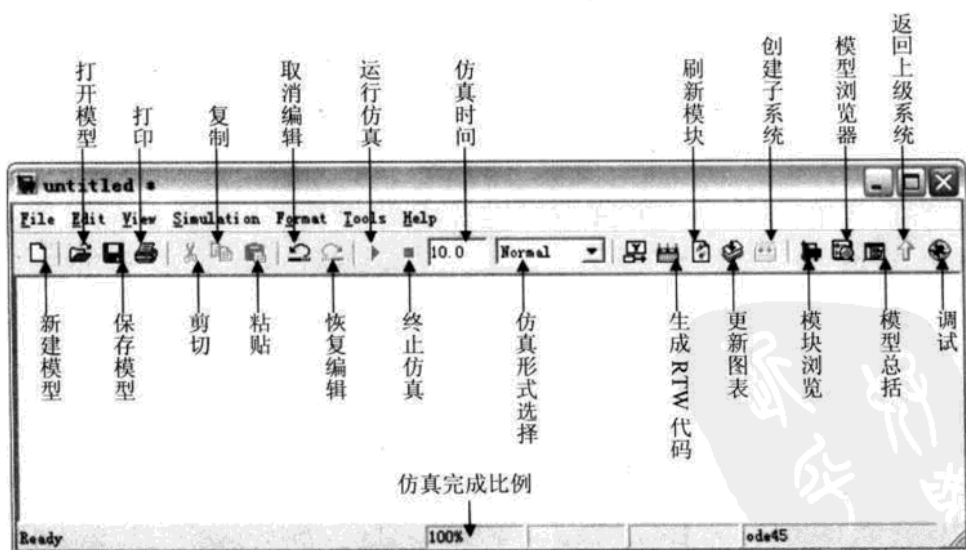 打开模型
打印
复制
取消编辑
运行仿真
仿真时间
刷新模块
创建子系统
模型浏览器
返回上级系统
untitled *
File Edit View Simulation Format Tools Help
10.0 Normal
新建模型
保存模型
剪切
粘贴
恢复编辑
终止仿真
仿真形式选择
生成 RTW 代码
更新图表
模块浏览
模型总括
调试
仿真完成比例
Ready 100% ode45